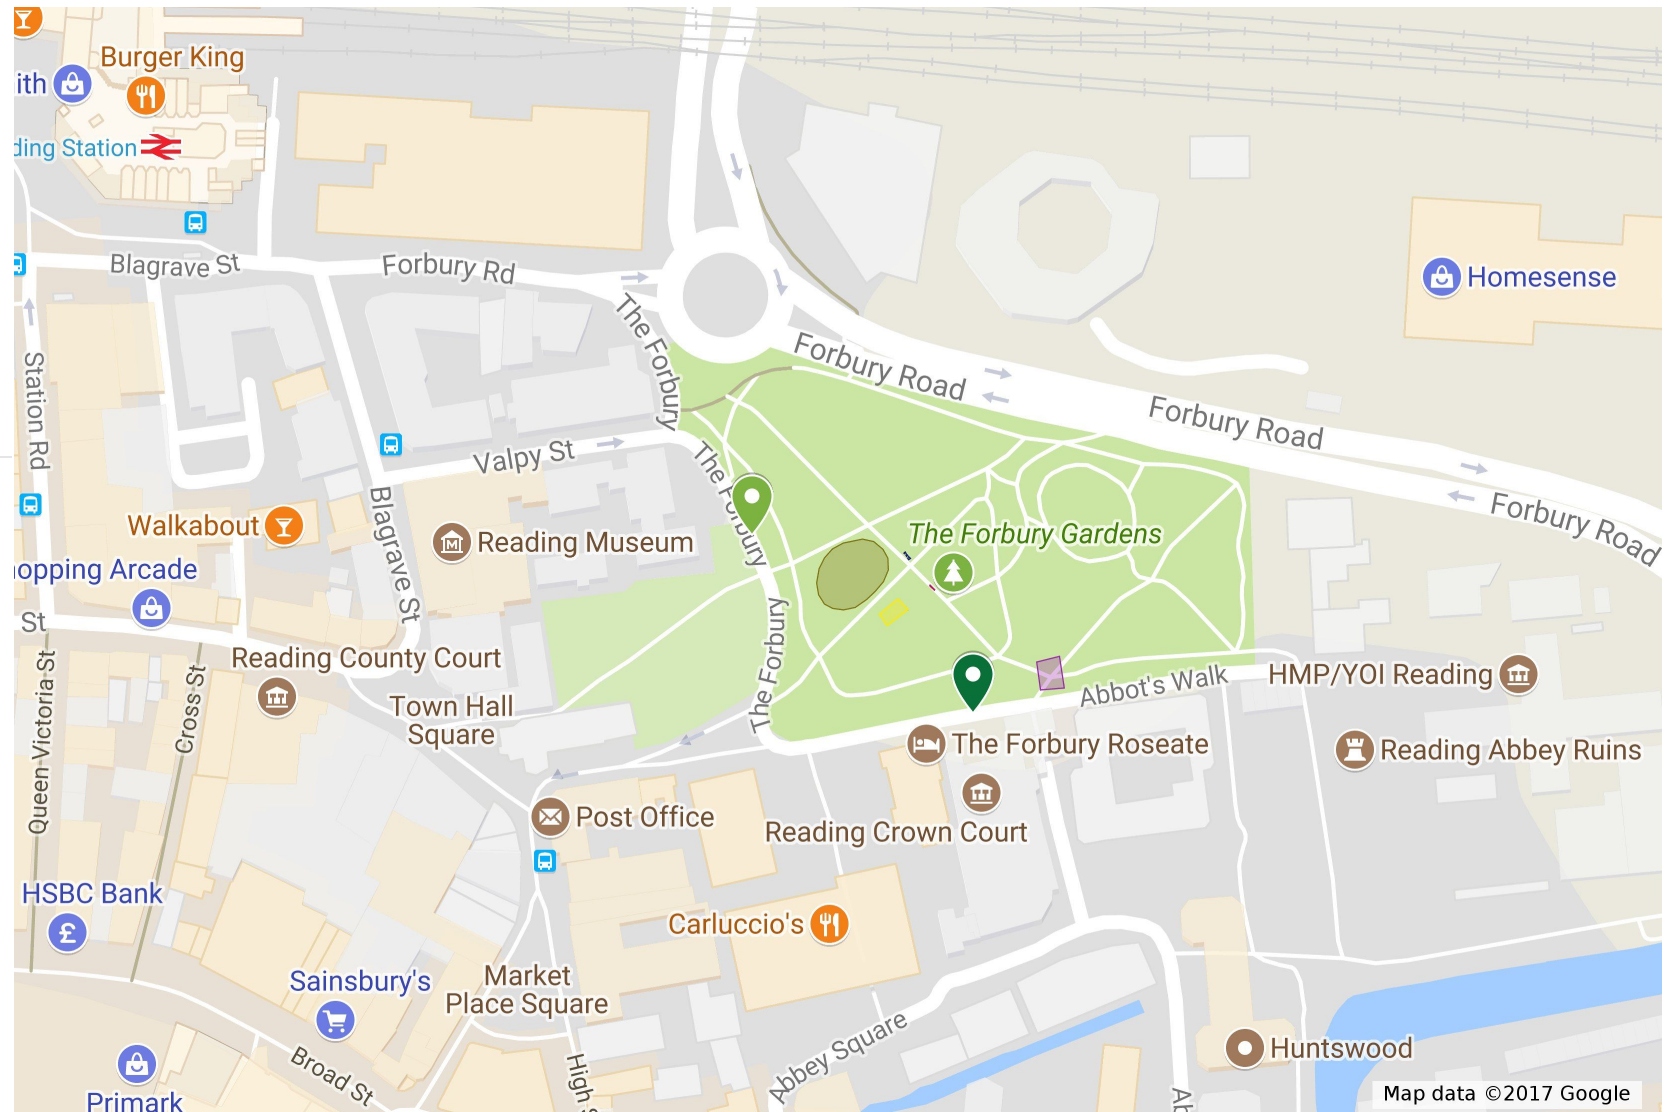 Burger King
ith
ding Station
Blagrave St
Forbury Rd
The Forbury
Forbury Road
Homesense
Forbury Road
Forbury Road
Station Rd
Valpy St
The Forbury
Blagrave St
Walkabout
Reading Museum
The Forbury Gardens
hopping Arcade
St
The Forbury
Reading County Court
Queen Victoria St
Cross St
Town Hall
Square
Abbot's Walk
HMP/YOI Reading
The Forbury Roseate
Reading Abbey Ruins
Post Office
Reading Crown Court
HSBC Bank
£
Carluccio's
Sainsbury's
Market
Place Square
Abbey Square
Huntswood
Broad St
High S
Primark
Ab
Map data ©2017 Google